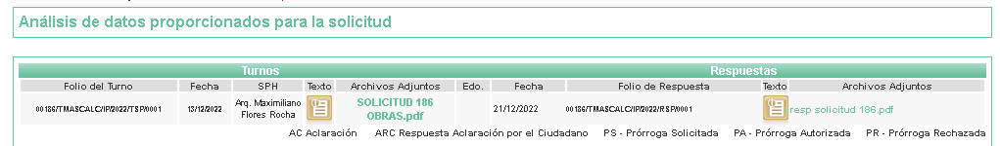 Análisis de datos proporcionados para la solicitud
Turnos Respuestas
Folio del Turno Fecha SPH Texto Archivos Adjuntos Edo. Fecha Folio de Respuesta Texto Archivos Adjuntos
00186/TMASCALC/IP/2022/TSP/0001 13/12/2022 Arq. Maximiliano Flores Rocha SOLICITUD 186 OBRAS.pdf 21/12/2022 00186/TMASCALC/IP/2022/RSP/0001 resp solicitud 186.pdf
AC Aclaración ARC Respuesta Aclaración por el Ciudadano PS - Prórroga Solicitada PA - Prórroga Autorizada PR - Prórroga Rechazada